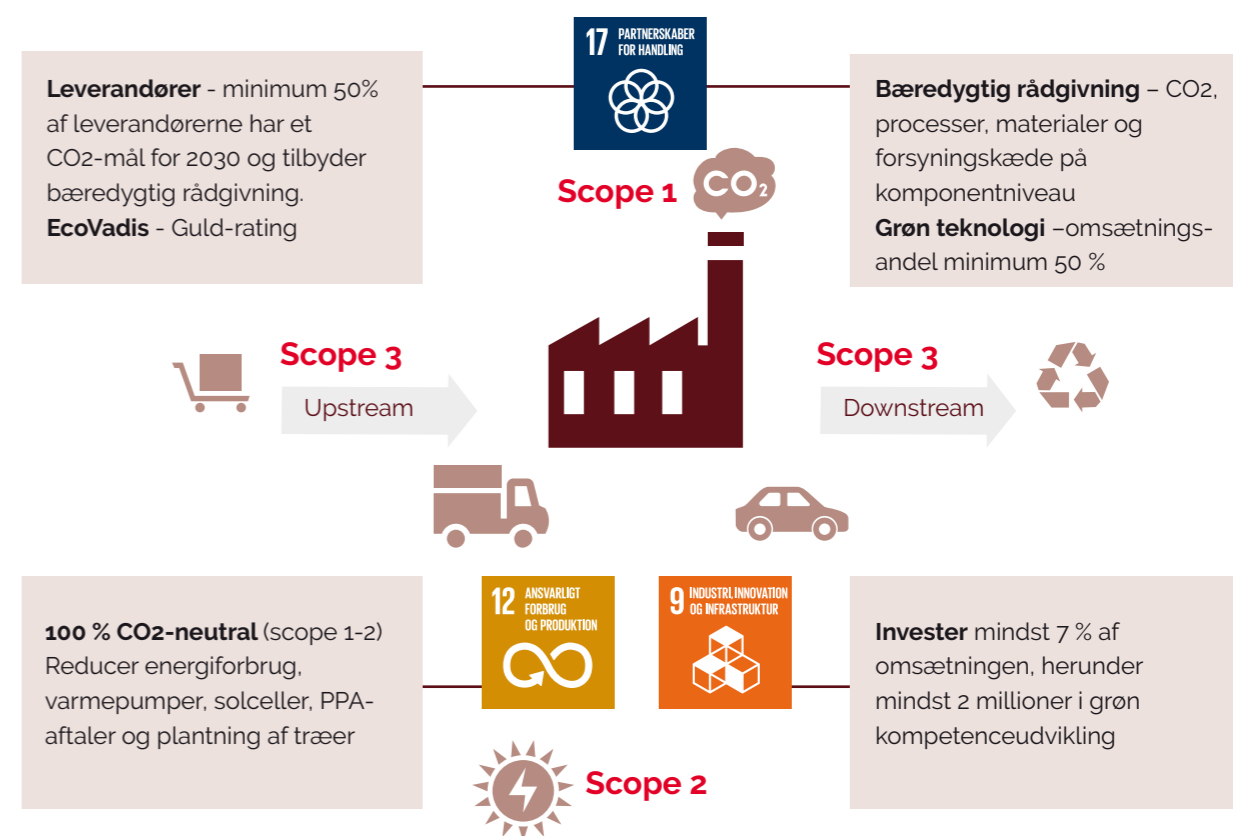 17 PARTNERSKABER
FOR HANDLING
Leverandører - minimum 50%
af leverandørerne har et
CO2-mål for 2030 og tilbyder
bæredygtig rådgivning.
EcoVadis - Guld-rating
Bæredygtig rådgivning – CO2,
processer, materialer og
forsyningskæde på
komponentniveau
Grøn teknologi –omsætnings-
andel minimum 50 %
Scope 1
CO2
Scope 3
Upstream
Scope 3
Downstream
100 % CO2-neutral (scope 1-2)
Reducer energiforbrug,
varmepumper, solceller, PPA-
aftaler og plantning af træer
12 ANSVARLIGT
FORBRUG
OG PRODUKTION
9 INDUSTRI, INNOVATION
OG INFRASTRUKTUR
Invester mindst 7 % af
omsætningen, herunder
mindst 2 millioner i grøn
kompetenceudvikling
Scope 2